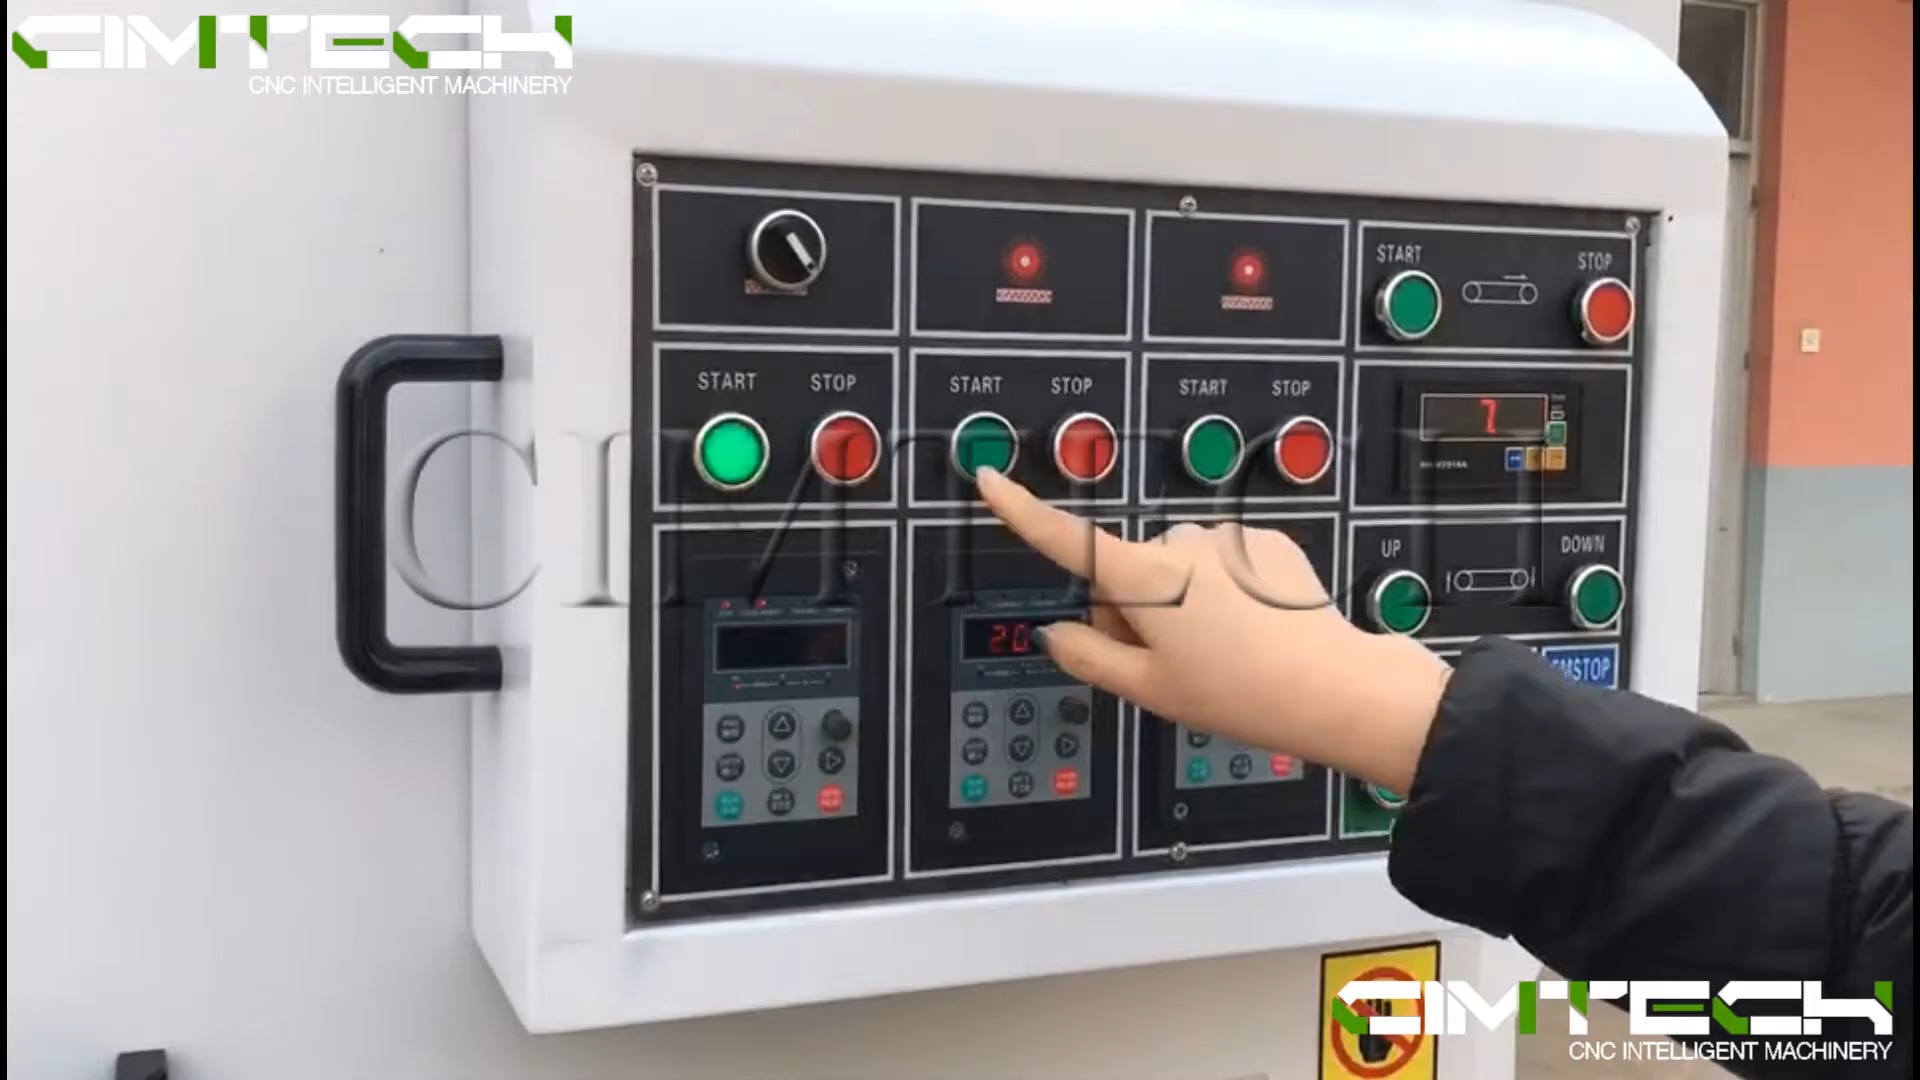 CIMTECH
CNC INTELLIGENT MACHINERY
START
STOP
START
STOP
START
STOP
START
STOP
7
CIMTECH
UP
DOWN
20
EMSTOP
CIMTECH
CNC INTELLIGENT MACHINERY